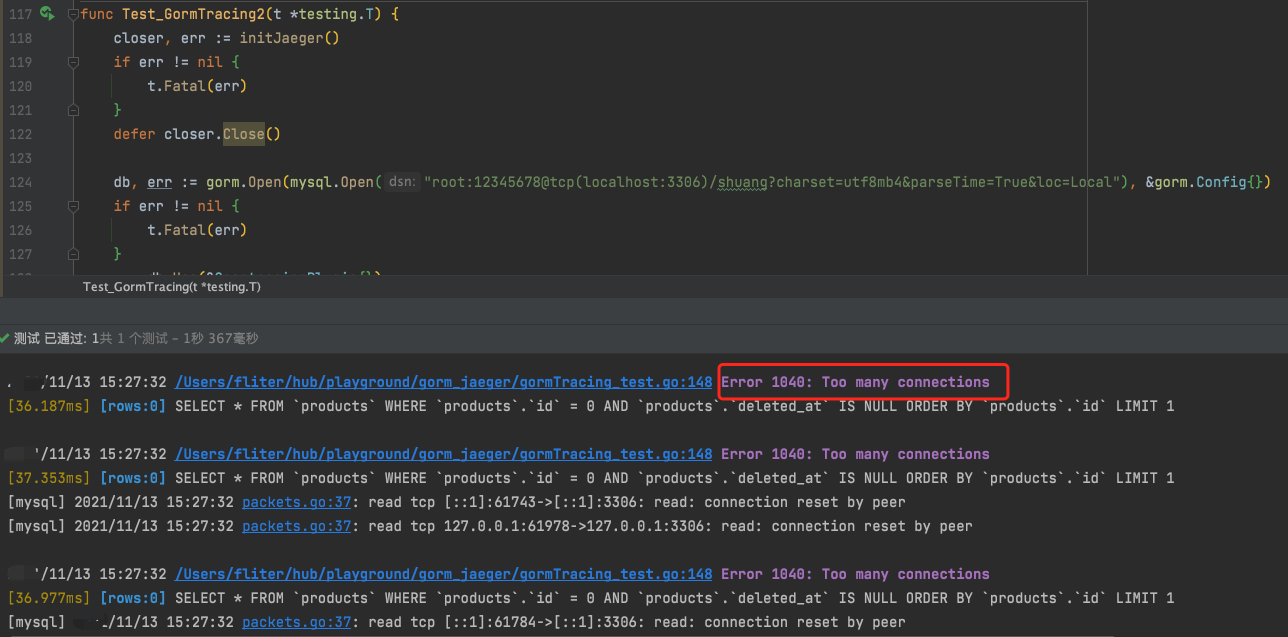 117 func Test_GormTracing2(t *testing.T) {
118 closer, err := initJaeger()
119 if err != nil {
120 t.Fatal(err)
121 }
122 defer closer.Close()
123
124 db, err := gorm.Open(mysql.Open( dsn: "root:12345678@tcp(localhost:3306)/shuang?charset=utf8mb4&parseTime=True&loc=Local"), &gorm.Config{})
125 if err != nil {
126 t.Fatal(err)
127 }
Test_GormTracing(t *testing.T)
测试 已通过: 1共 1 个测试 – 1秒 367毫秒
/11/13 15:27:32 /Users/fliter/hub/playground/gorm_jaeger/gormTracing_test.go:148 Error 1040: Too many connections
[36.187ms] [rows:0] SELECT * FROM `products` WHERE `products`.`id` = 0 AND `products`.`deleted_at` IS NULL ORDER BY `products`.`id` LIMIT 1
/11/13 15:27:32 /Users/fliter/hub/playground/gorm_jaeger/gormTracing_test.go:148 Error 1040: Too many connections
[37.353ms] [rows:0] SELECT * FROM `products` WHERE `products`.`id` = 0 AND `products`.`deleted_at` IS NULL ORDER BY `products`.`id` LIMIT 1
[mysql] 2021/11/13 15:27:32 packets.go:37: read tcp [::1]:61743->[::1]:3306: read: connection reset by peer
[mysql] 2021/11/13 15:27:32 packets.go:37: read tcp 127.0.0.1:61978->127.0.0.1:3306: read: connection reset by peer
/11/13 15:27:32 /Users/fliter/hub/playground/gorm_jaeger/gormTracing_test.go:148 Error 1040: Too many connections
[36.977ms] [rows:0] SELECT * FROM `products` WHERE `products`.`id` = 0 AND `products`.`deleted_at` IS NULL ORDER BY `products`.`id` LIMIT 1
[mysql] /11/13 15:27:32 packets.go:37: read tcp [::1]:61784->[::1]:3306: read: connection reset by peer